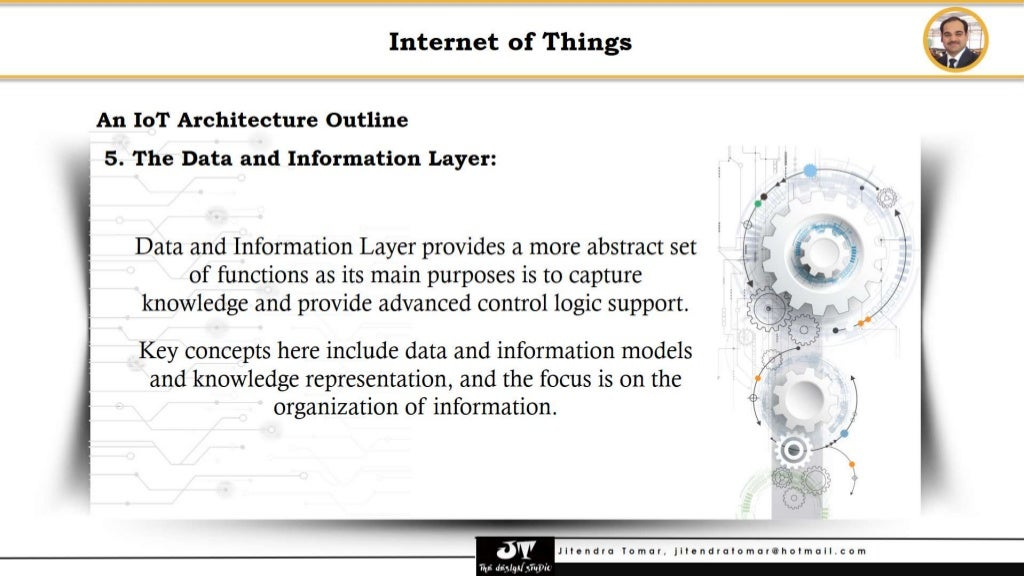 Internet of Things
An IoT Architecture Outline
5. The Data and Information Layer:
Data and Information Layer provides a more abstract set
of functions as its main purposes is to capture
knowledge and provide advanced control logic support.
Key concepts here include data and information models
and knowledge representation, and the focus is on the
organization of information.
JT
The design studio
Jitendra Tomar, jitendratomar@hotmail.com